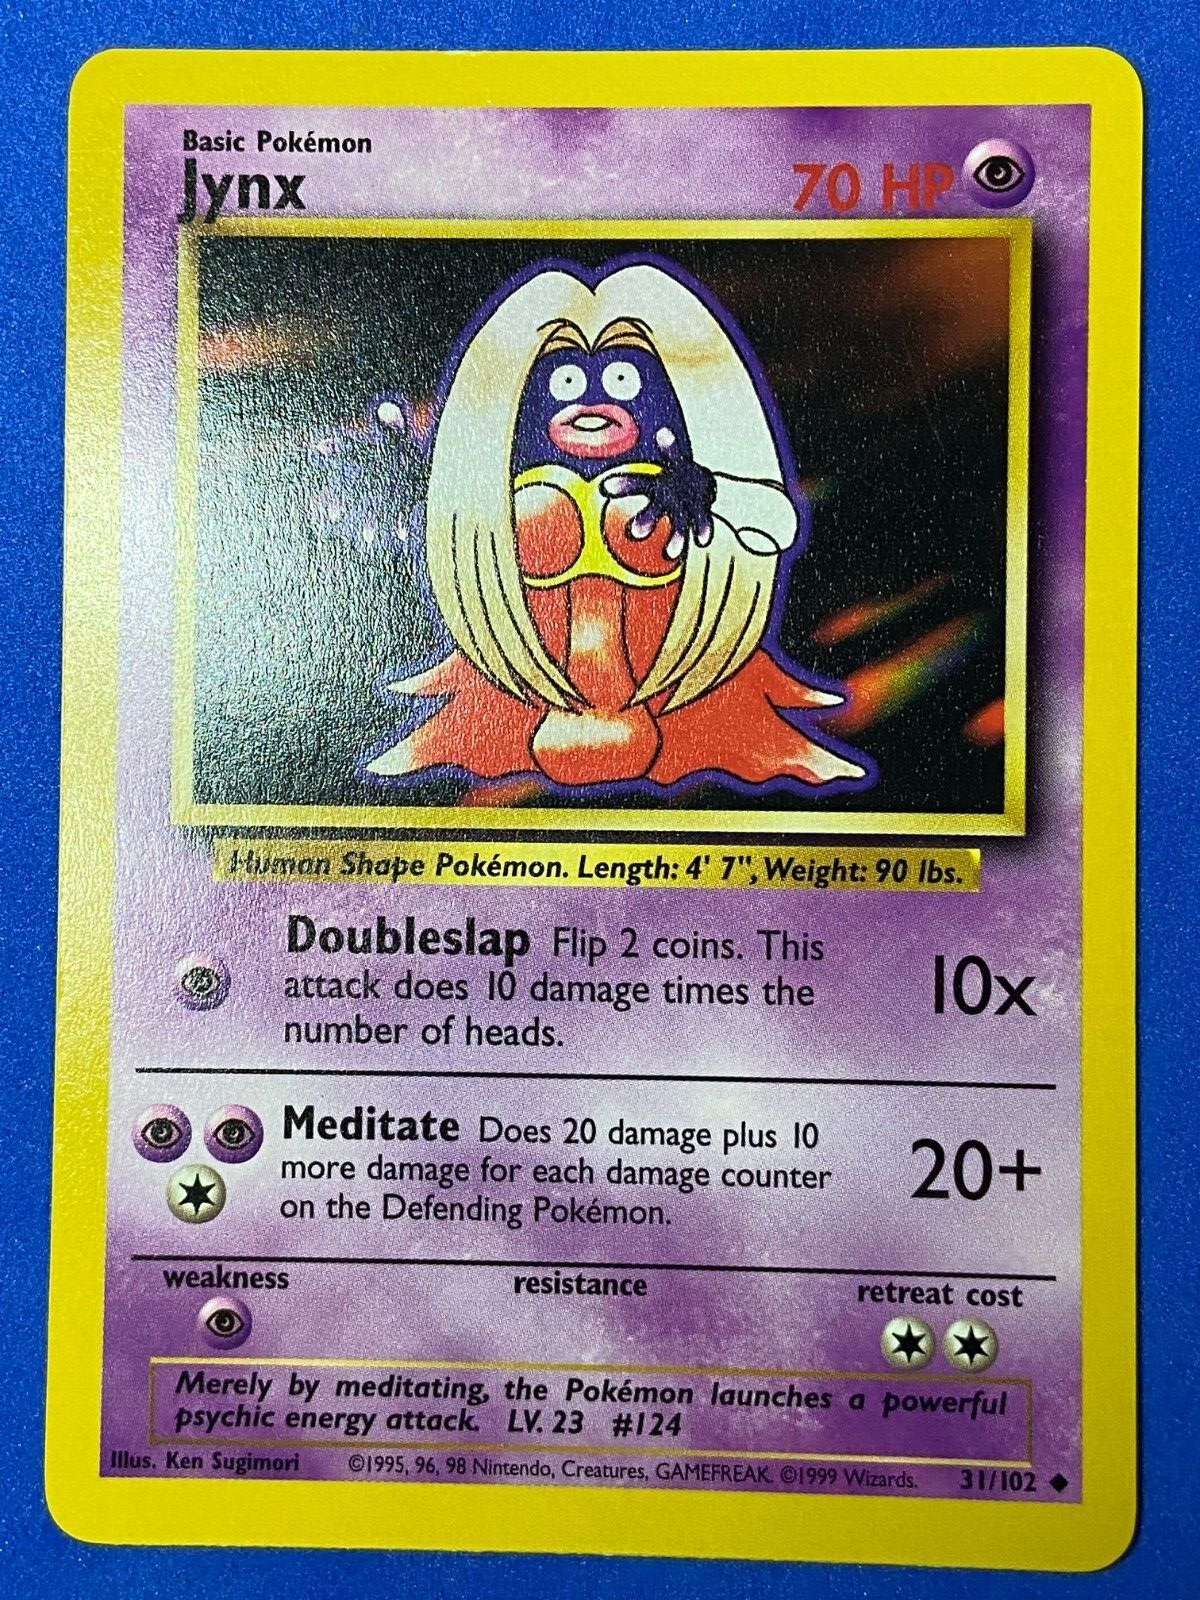 Basic Pokémon
Jynx
70 HP
Human Shape Pokémon. Length: 4' 7", Weight: 90 lbs.
Doubleslap Flip 2 coins. This
attack does 10 damage times the
number of heads.
10x
Meditate Does 20 damage plus 10
more damage for each damage counter
on the Defending Pokémon.
20+
weakness
resistance
retreat cost
Merely by meditating, the Pokémon launches a powerful
psychic energy attack. LV. 23 #124
Illus. Ken Sugimori ©1995, 96, 98 Nintendo, Creatures, GAMEFREAK. ©1999 Wizards. 31/102